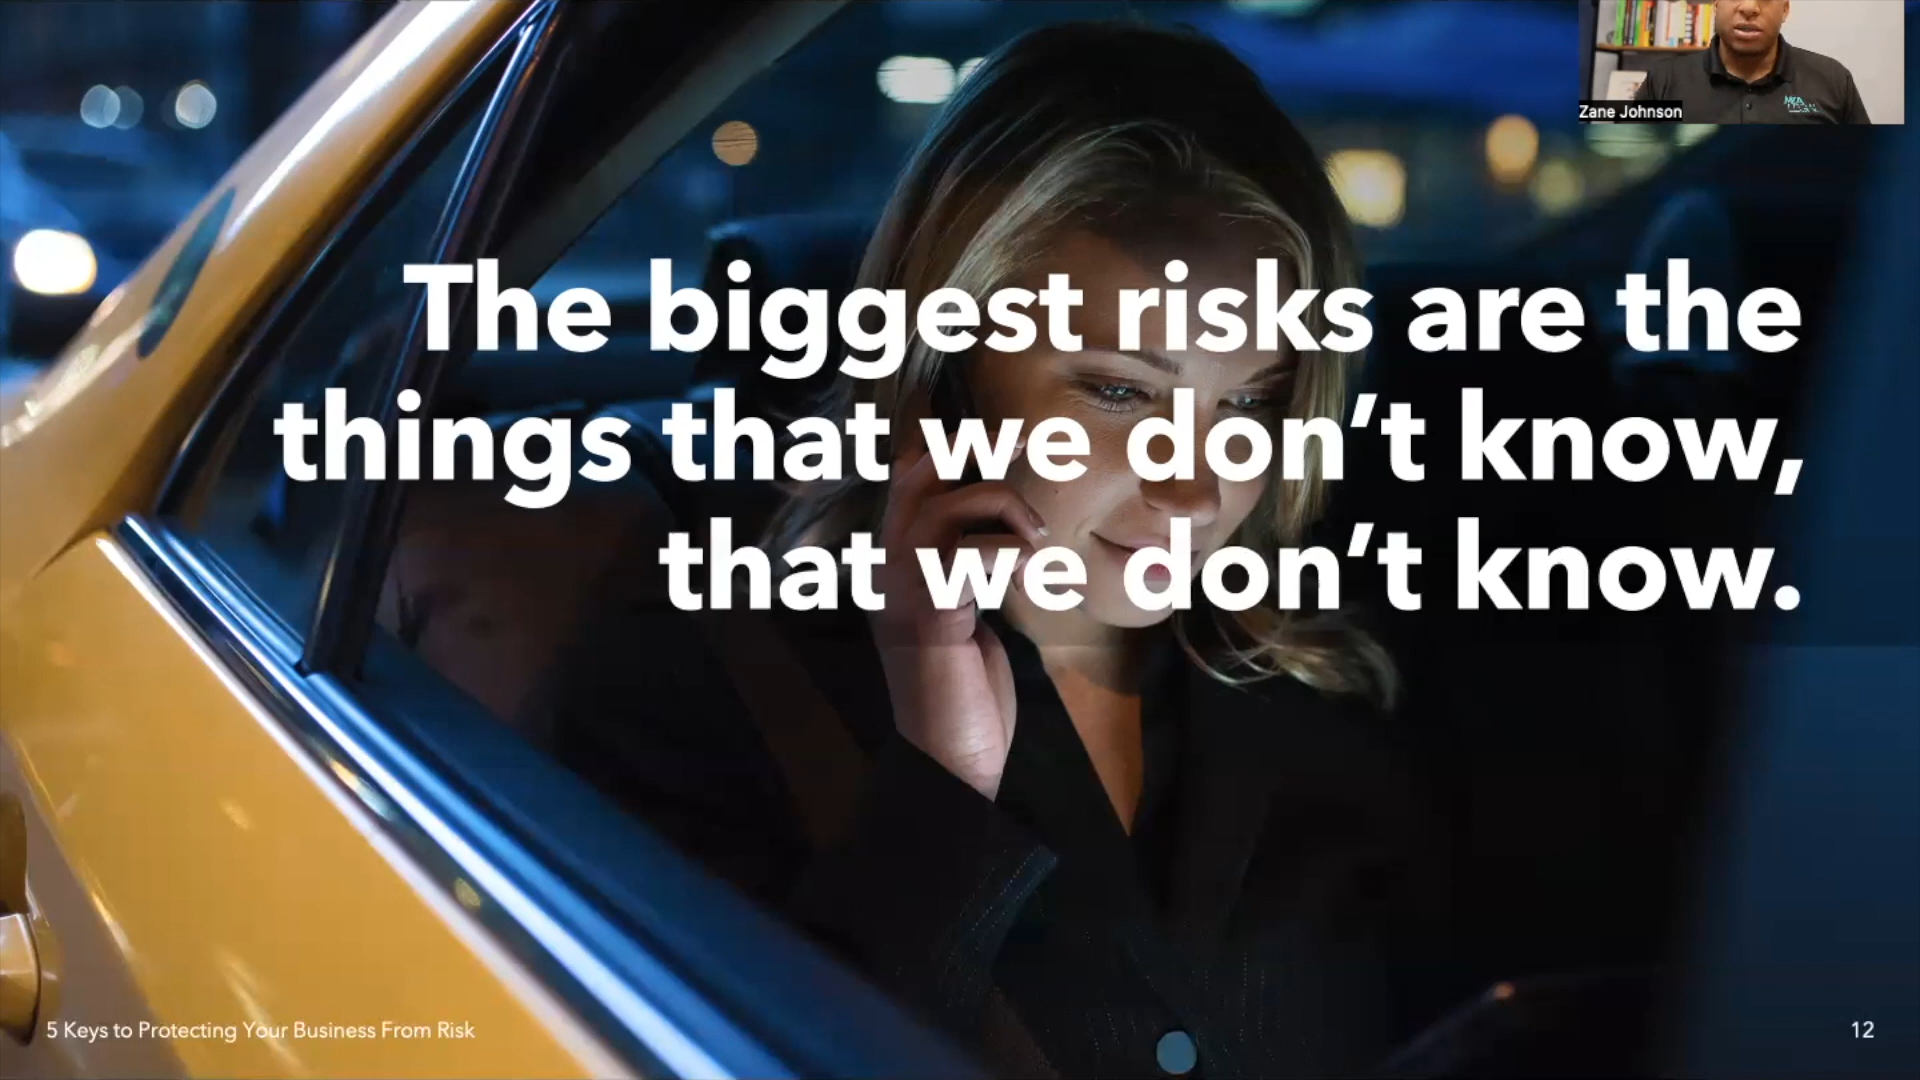 Zane Johnson
The biggest risks are the
things that we don’t know,
that we don’t know.
5 Keys to Protecting Your Business From Risk
12